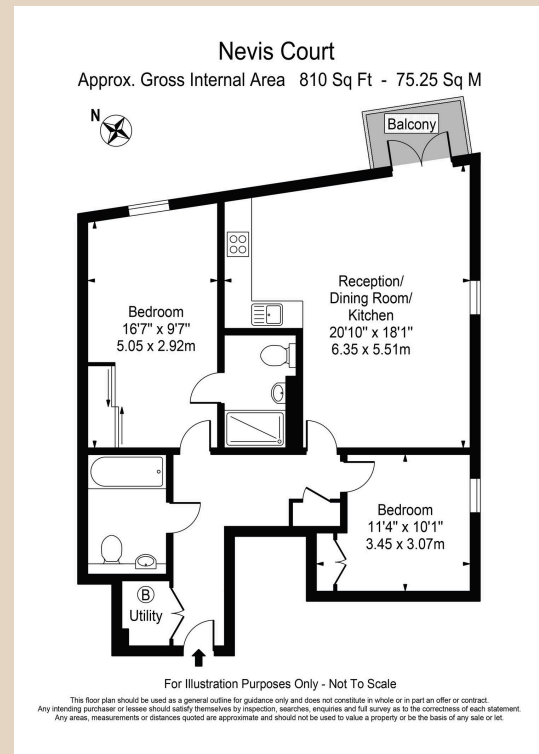 Nevis Court
Approx. Gross Internal Area 810 Sq Ft - 75.25 Sq M
N
Balcony
Reception/
Dining Room/
Kitchen
20'10" x 18'1"
6.35 x 5.51m
Bedroom
16'7" x 9'7"
5.05 x 2.92m
Bedroom
11'4" x 10'1"
3.45 x 3.07m
B
Utility
For Illustration Purposes Only - Not To Scale
This floor plan should be used as a general outline for guidance only and does not constitute in whole or in part an offer or contract.
Any intending purchaser or lessee should satisfy themselves by inspection, searches, enquiries and full survey as to the correctness of each statement.
Any areas, measurements or distances quoted are approximate and should not be used to value a property or be the basis of any sale or let.